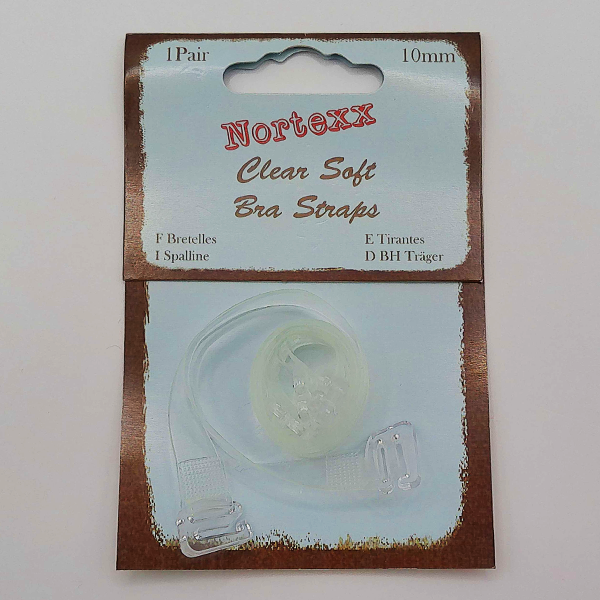 1Pair 10mm
Nortexx
Clear Soft
Bra Straps
F Bretelles E Tirantes
I Spalline D BH Träger